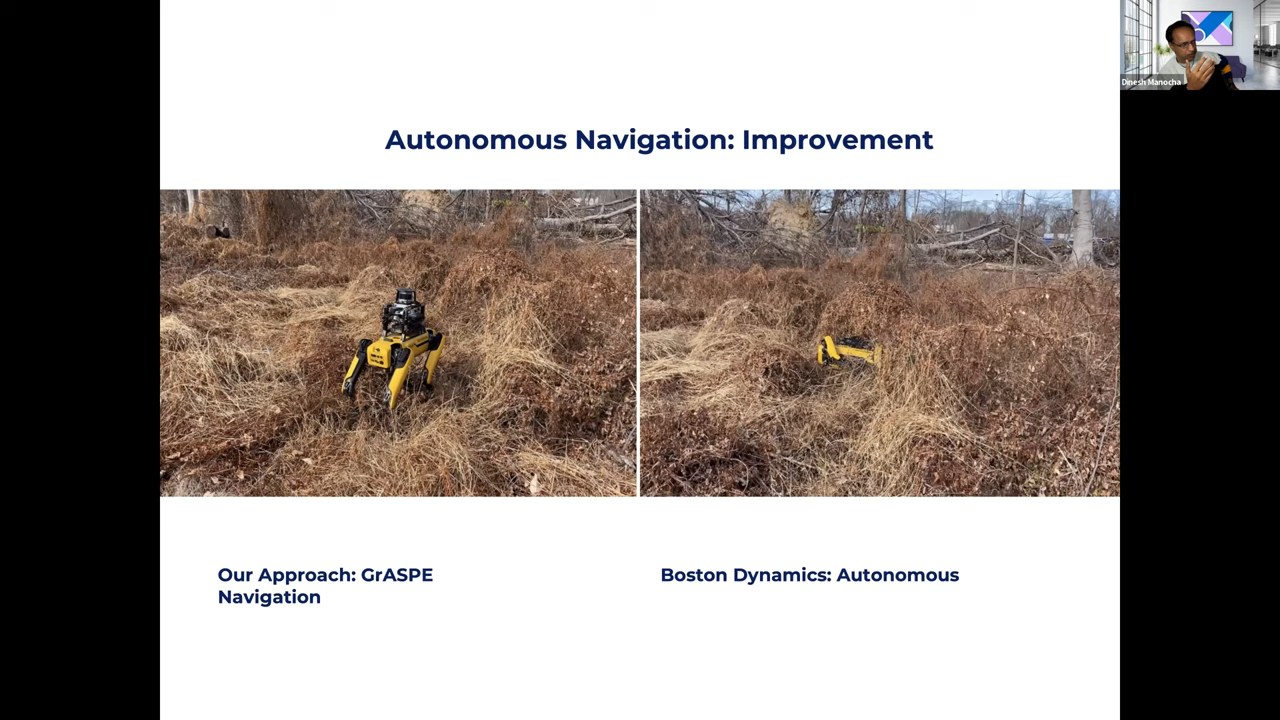 Dinesh Manocha
Autonomous Navigation: Improvement
Our Approach: GrASPE
Navigation
Boston Dynamics: Autonomous